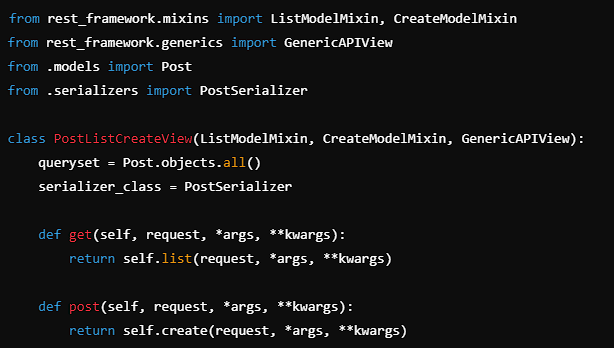 from rest_framework.mixins import ListModelMixin, CreateModelMixin
from rest_framework.generics import GenericAPIView
from .models import Post
from .serializers import PostSerializer

class PostListCreateView(ListModelMixin, CreateModelMixin, GenericAPIView):
    queryset = Post.objects.all()
    serializer_class = PostSerializer

    def get(self, request, *args, **kwargs):
        return self.list(request, *args, **kwargs)

    def post(self, request, *args, **kwargs):
        return self.create(request, *args, **kwargs)